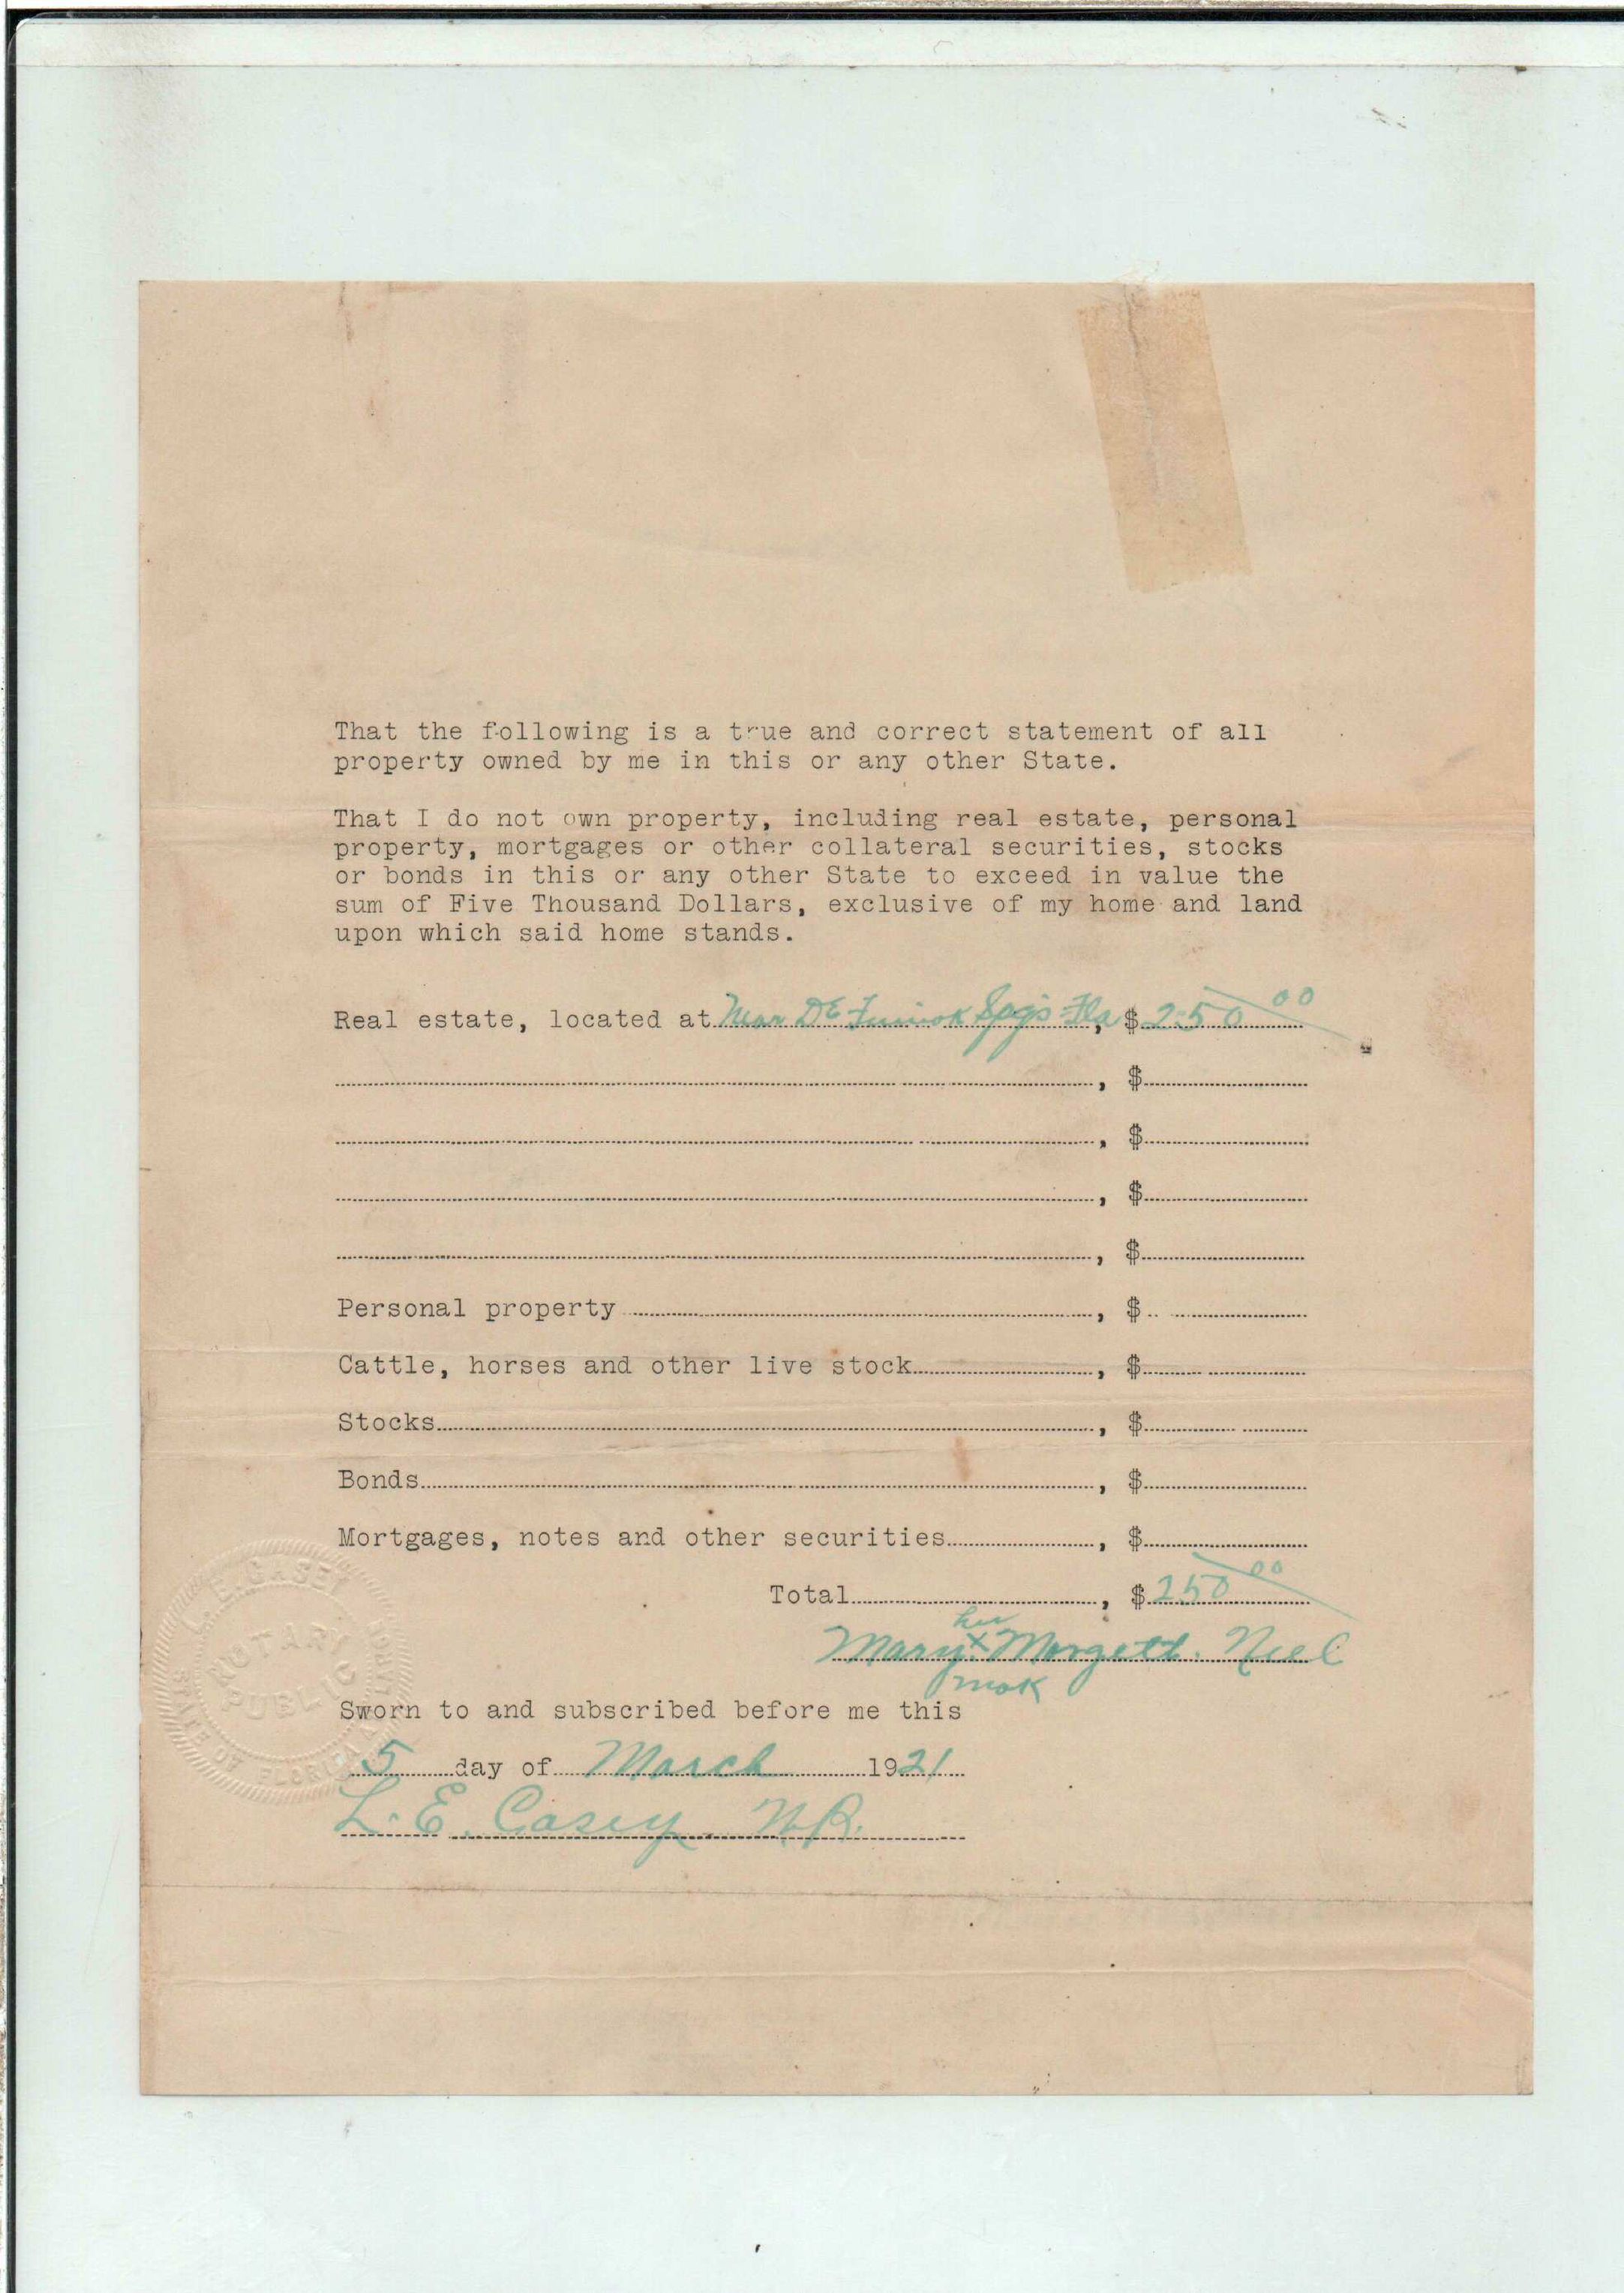 That the following is a true and correct statement of all
property owned by me in this or any other State.
That I do not own property, including real estate, personal
property, mortgages or other collateral securities, stocks
or bonds in this or any other State to exceed in value the
sum of Five Thousand Dollars, exclusive of my home and land
upon which said home stands.
Real estate, located at Near De Funiak Spgs Fla, $ 250 00
, $
, $
, $
, $
Personal property , $
Cattle, horses and other live stock , $
Stocks , $
Bonds , $
Mortgages, notes and other securities , $
Total , $ 250 00
her
Mary X Morgett. Neel
mark
Sworn to and subscribed before me this
5 day of March 1921
L. E. Casey N.P.
L. E. CASEY
NOTARY
PUBLIC
STATE OF FLORIDA AT LARGE